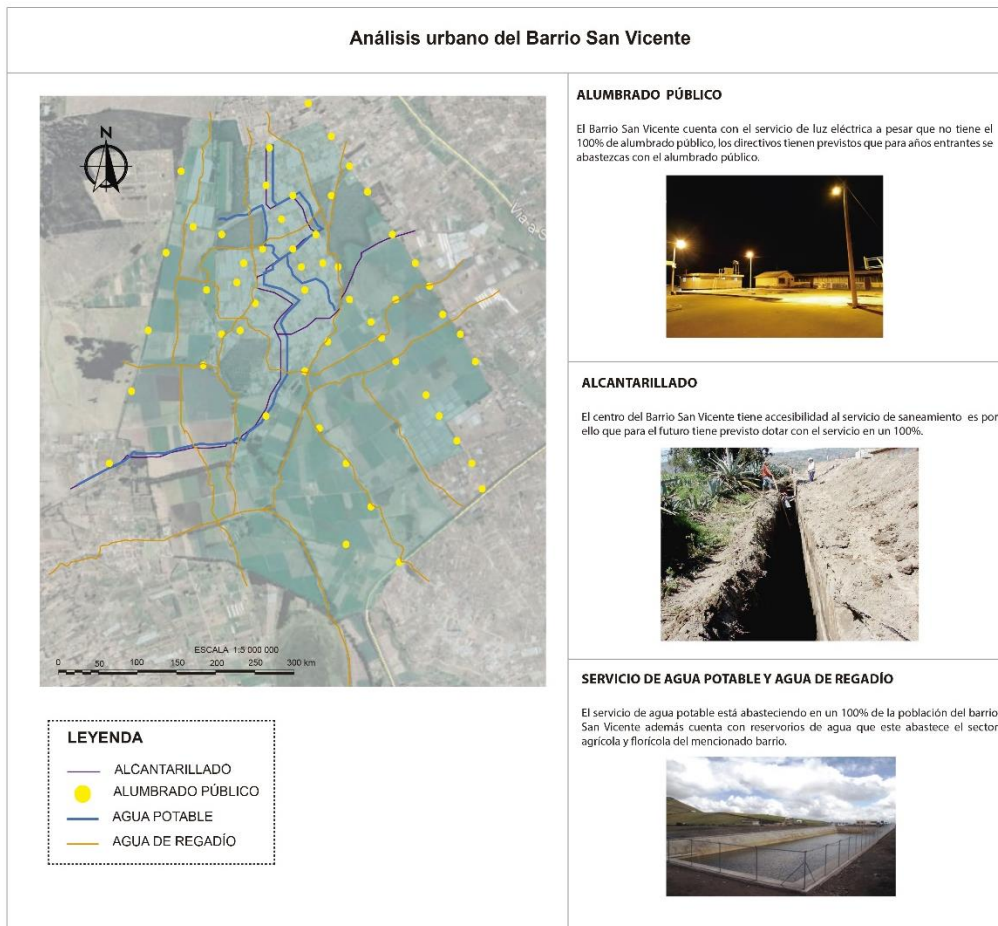 Análisis urbano del Barrio San Vicente
N
Via-a-S
ESCALA 1:5 000 000
0 50 100 150 200 250 300 km
LEYENDA
ALCANTARILLADO
ALUMBRADO PÚBLICO
AGUA POTABLE
AGUA DE REGADÍO
ALUMBRADO PÚBLICO
El Barrio San Vicente cuenta con el servicio de luz eléctrica a pesar que no tiene el
100% de alumbrado público, los directivos tienen previstos que para años entrantes se
abastezcas con el alumbrado público.
ALCANTARILLADO
El centro del Barrio San Vicente tiene accesibilidad al servicio de saneamiento es por
ello que para el futuro tiene previsto dotar con el servicio en un 100%.
SERVICIO DE AGUA POTABLE Y AGUA DE REGADÍO
El servicio de agua potable está abasteciendo en un 100% de la población del barrio
San Vicente además cuenta con reservorios de agua que este abastece el sector
agrícola y florícola del mencionado barrio.